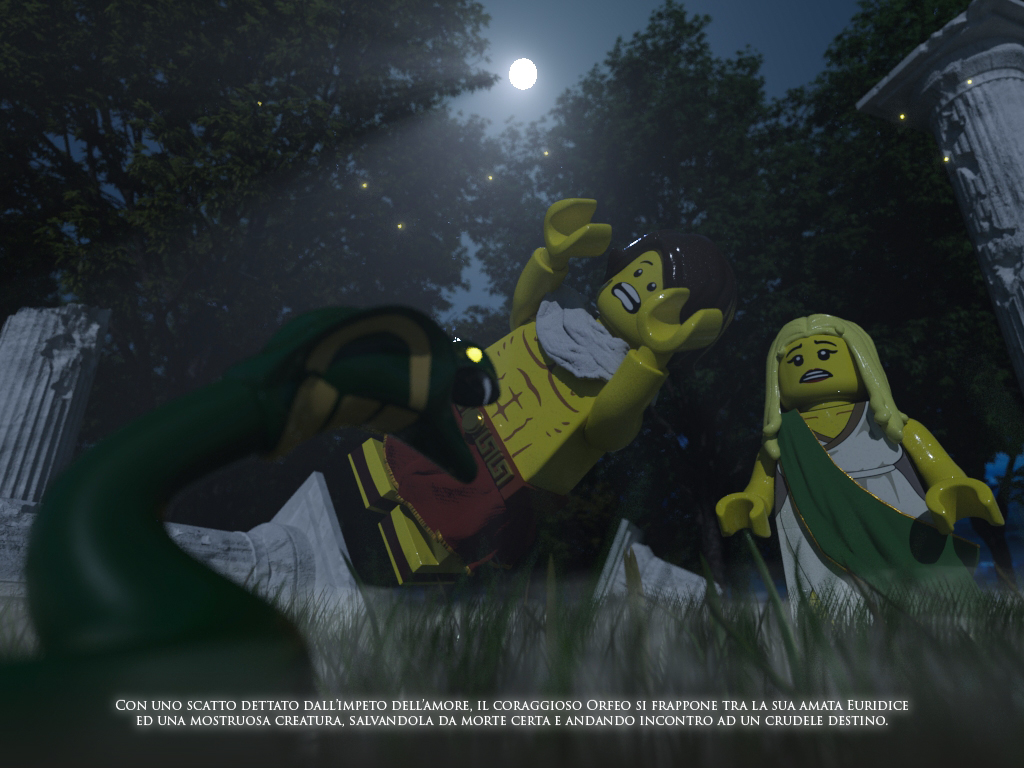 Con uno scatto dettato dall'impeto dell'amore, il coraggioso Orfeo si frappone tra la sua amata Euridice
ed una mostruosa creatura, salvandola da morte certa e andando incontro ad un crudele destino.